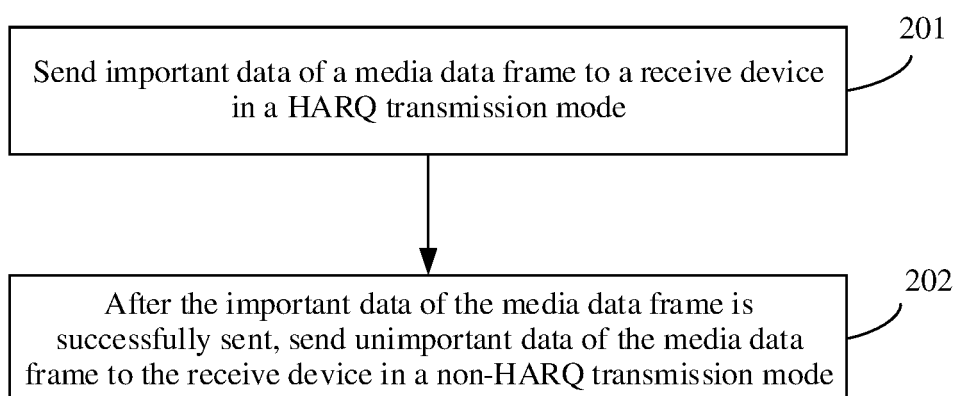 201
Send important data of a media data frame to a receive device
in a HARQ transmission mode
202
After the important data of the media data frame is
successfully sent, send unimportant data of the media data
frame to the receive device in a non-HARQ transmission mode